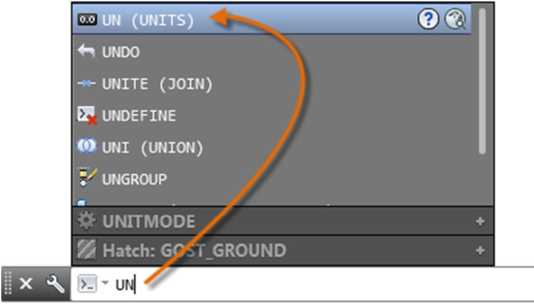 UN (UNITS)
UNDO
UNITE (JOIN)
UNDEFINE
UNI (UNION)
UNGROUP
UNITMODE +
Hatch: GOST_GROUND +
UN